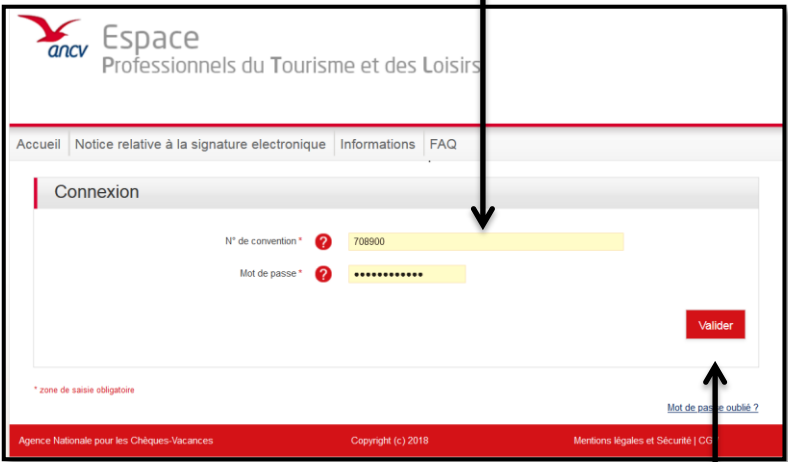 ancv
Espace
Professionnels du Tourisme et des Loisirs
Accueil Notice relative à la signature electronique Informations FAQ
Connexion
N° de convention * ? 708900
Mot de passe * ? ••••••••••••
Valider
* zone de saisie obligatoire
Mot de passe oublié ?
Agence Nationale pour les Chèques-Vacances Copyright (c) 2018 Mentions légales et Sécurité |